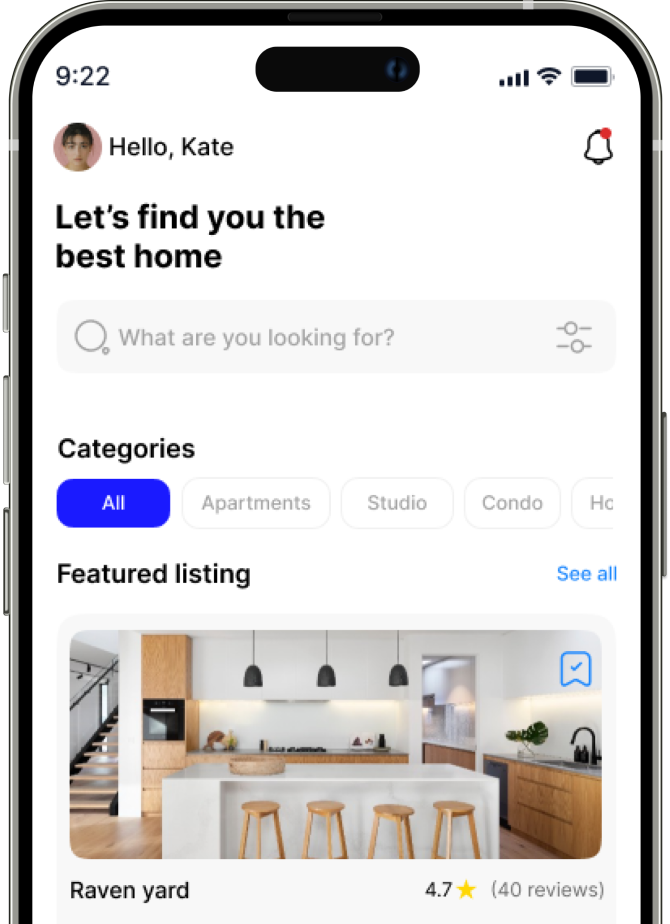 9:22
Hello, Kate
Let’s find you the
best home
What are you looking for?
Categories
All
Apartments
Studio
Condo
Ho
Featured listing
See all
Raven yard
4.7 (40 reviews)